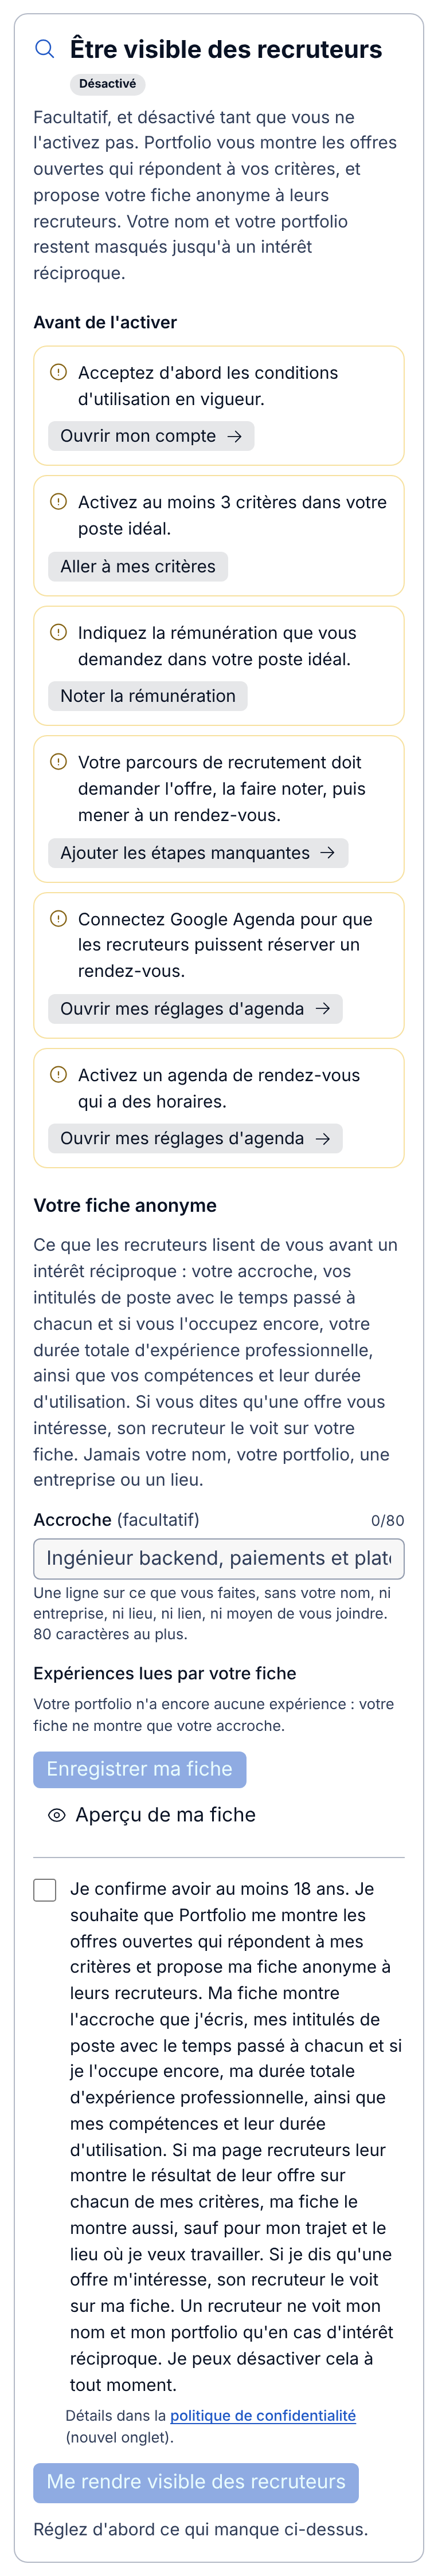 Être visible des recruteurs
Désactivé
Facultatif, et désactivé tant que vous ne
l'activez pas. Portfolio vous montre les offres
ouvertes qui répondent à vos critères, et
propose votre fiche anonyme à leurs
recruteurs. Votre nom et votre portfolio
restent masqués jusqu'à un intérêt
réciproque.
Avant de l'activer
Acceptez d'abord les conditions
d'utilisation en vigueur.
Ouvrir mon compte →
Activez au moins 3 critères dans votre
poste idéal.
Aller à mes critères
Indiquez la rémunération que vous
demandez dans votre poste idéal.
Noter la rémunération
Votre parcours de recrutement doit
demander l'offre, la faire noter, puis
mener à un rendez-vous.
Ajouter les étapes manquantes →
Connectez Google Agenda pour que
les recruteurs puissent réserver un
rendez-vous.
Ouvrir mes réglages d'agenda →
Activez un agenda de rendez-vous
qui a des horaires.
Ouvrir mes réglages d'agenda →
Votre fiche anonyme
Ce que les recruteurs lisent de vous avant un
intérêt réciproque : votre accroche, vos
intitulés de poste avec le temps passé à
chacun et si vous l'occupez encore, votre
durée totale d'expérience professionnelle,
ainsi que vos compétences et leur durée
d'utilisation. Si vous dites qu'une offre vous
intéresse, son recruteur le voit sur votre
fiche. Jamais votre nom, votre portfolio, une
entreprise ou un lieu.
Accroche (facultatif) 0/80
Ingénieur backend, paiements et plat
Une ligne sur ce que vous faites, sans votre nom, ni
entreprise, ni lieu, ni lien, ni moyen de vous joindre.
80 caractères au plus.
Expériences lues par votre fiche
Votre portfolio n'a encore aucune expérience : votre
fiche ne montre que votre accroche.
Enregistrer ma fiche
Aperçu de ma fiche
Je confirme avoir au moins 18 ans. Je
souhaite que Portfolio me montre les
offres ouvertes qui répondent à mes
critères et propose ma fiche anonyme à
leurs recruteurs. Ma fiche montre
l'accroche que j'écris, mes intitulés de
poste avec le temps passé à chacun et si
je l'occupe encore, ma durée totale
d'expérience professionnelle, ainsi que
mes compétences et leur durée
d'utilisation. Si ma page recruteurs leur
montre le résultat de leur offre sur
chacun de mes critères, ma fiche le
montre aussi, sauf pour mon trajet et le
lieu où je veux travailler. Si je dis qu'une
offre m'intéresse, son recruteur le voit
sur ma fiche. Un recruteur ne voit mon
nom et mon portfolio qu'en cas d'intérêt
réciproque. Je peux désactiver cela à
tout moment.
Détails dans la politique de confidentialité
(nouvel onglet).
Me rendre visible des recruteurs
Réglez d'abord ce qui manque ci-dessus.